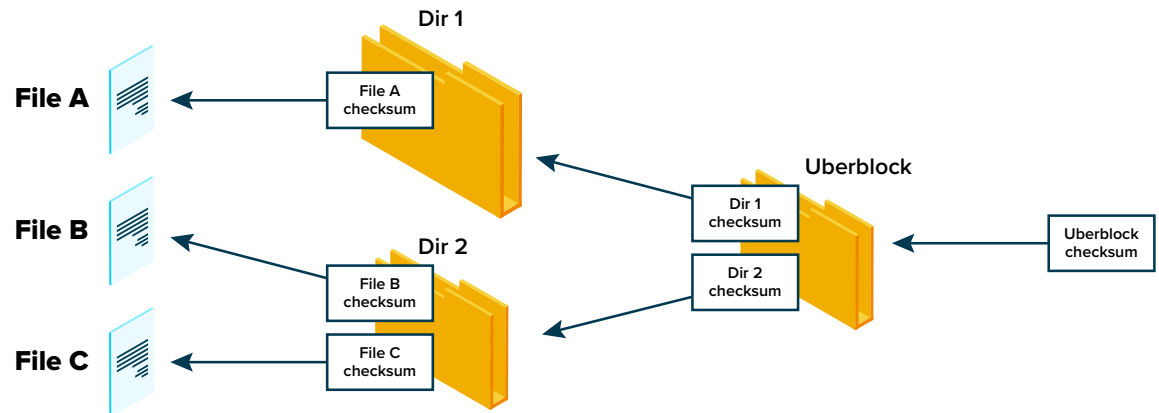 Dir 1
File A
File A
checksum
Uberblock
Dir 1
checksum
File B
Uberblock
checksum
Dir 2
Dir 2
checksum
File B
checksum
File C
File C
checksum